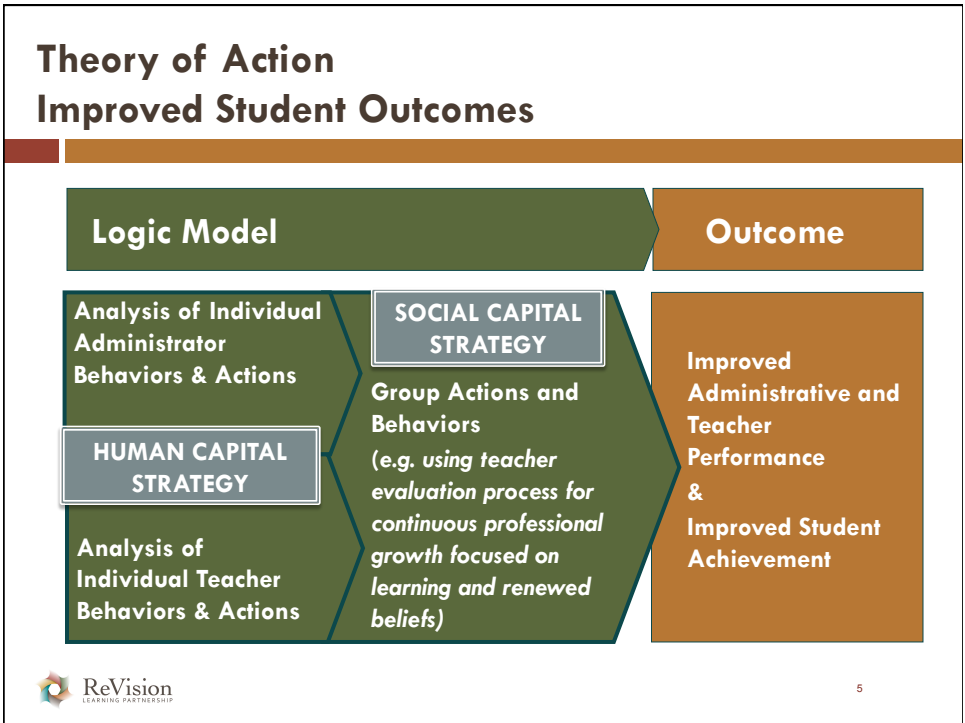 Theory of Action
Improved Student Outcomes
Logic Model
Outcome
Analysis of Individual
Administrator
Behaviors & Actions
HUMAN CAPITAL
STRATEGY
Analysis of
Individual Teacher
Behaviors & Actions
SOCIAL CAPITAL
STRATEGY
Group Actions and
Behaviors
(e.g. using teacher
evaluation process for
continuous professional
growth focused on
learning and renewed
beliefs)
Improved
Administrative and
Teacher
Performance
&
Improved Student
Achievement
ReVision
LEARNING PARTNERSHIP
5